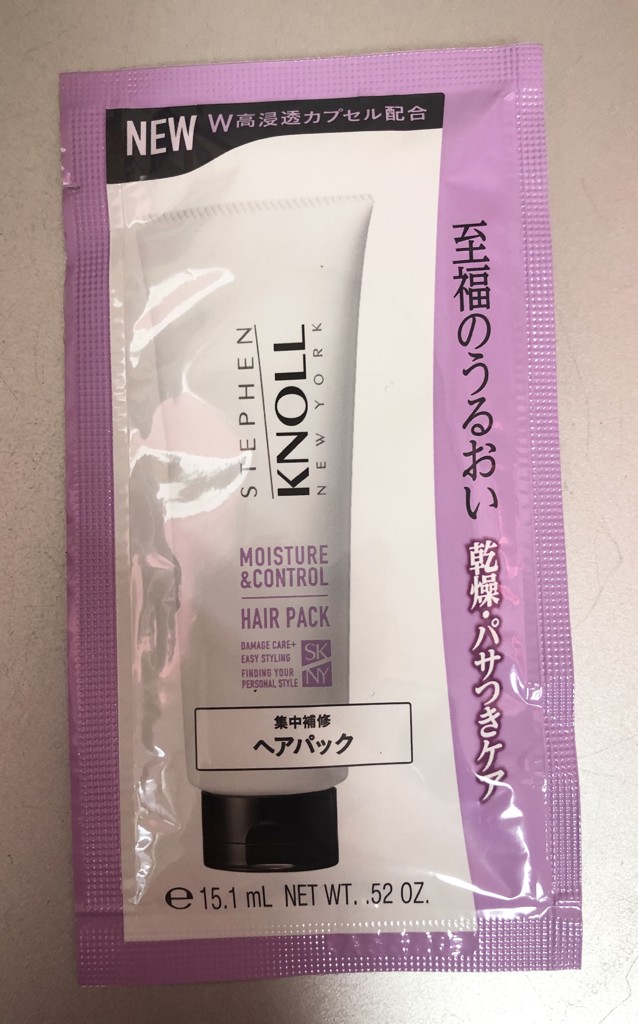 NEW W高浸透カプセル配合
至福のうるおい 乾燥・パサつきケア
STEPHEN
KNOLL
NEW YORK
MOISTURE
&CONTROL
HAIR PACK
DAMAGE CARE+
EASY STYLING
FINDING YOUR
PERSONAL STYLE
SK
NY
集中補修
ヘアパック
℮ 15.1 mL NET WT. .52 OZ.